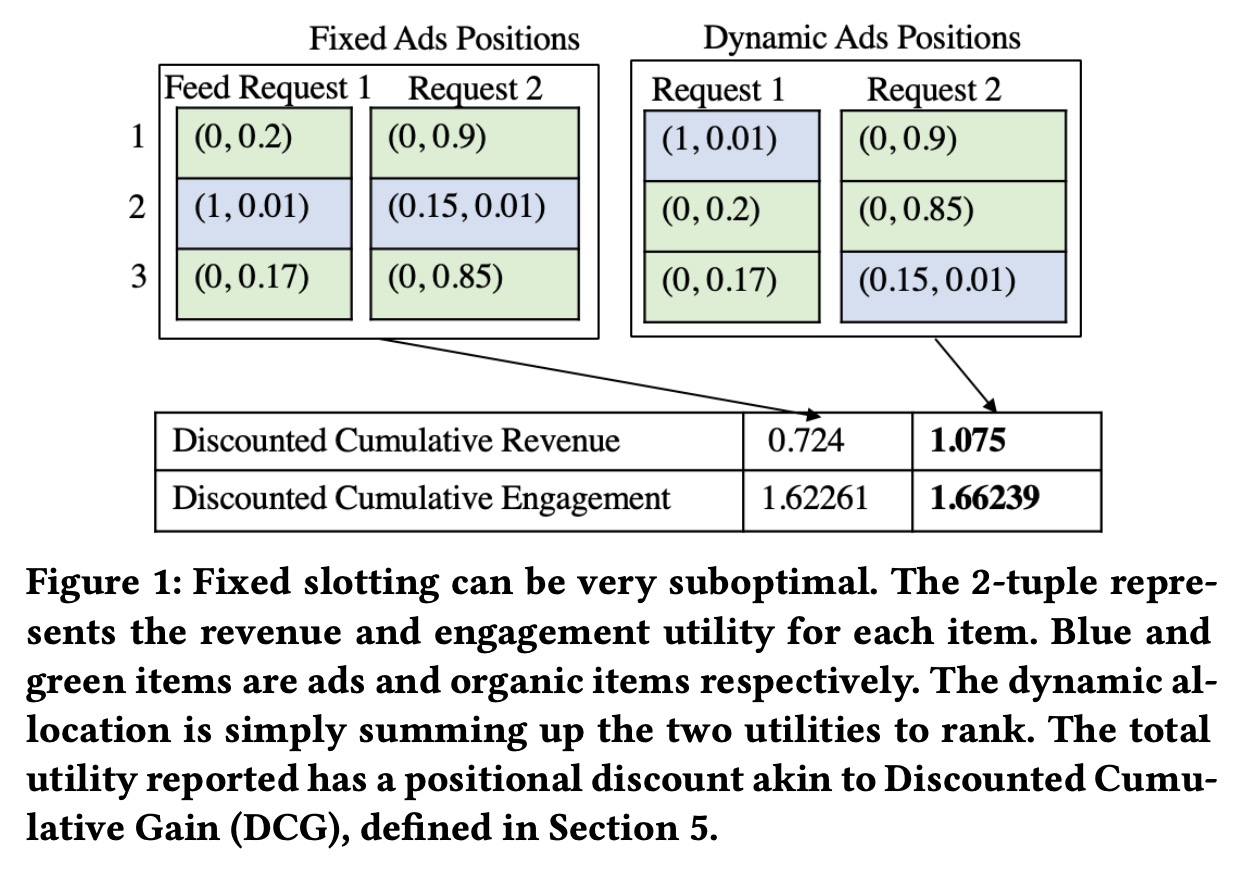 Fixed Ads Positions
Dynamic Ads Positions
Feed Request 1
Request 2
Request 1
Request 2
1
(0, 0.2)
(0, 0.9)
(1, 0.01)
(0, 0.9)
2
(1, 0.01)
(0.15, 0.01)
(0, 0.2)
(0, 0.85)
3
(0, 0.17)
(0, 0.85)
(0, 0.17)
(0.15, 0.01)
Discounted Cumulative Revenue
0.724
1.075
Discounted Cumulative Engagement
1.62261
1.66239
Figure 1: Fixed slotting can be very suboptimal. The 2-tuple repre-
sents the revenue and engagement utility for each item. Blue and
green items are ads and organic items respectively. The dynamic al-
location is simply summing up the two utilities to rank. The total
utility reported has a positional discount akin to Discounted Cumu-
lative Gain (DCG), defined in Section 5.